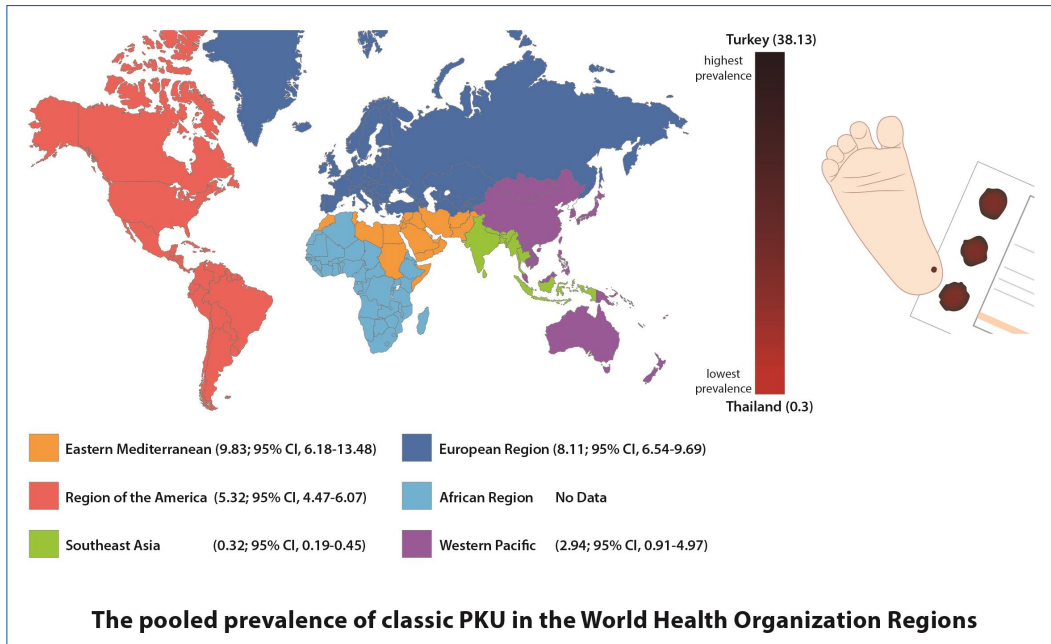 Turkey (38.13)
highest
prevalence
lowest
prevalence
Thailand (0.3)
Eastern Mediterranean (9.83; 95% CI, 6.18-13.48)
European Region (8.11; 95% CI, 6.54-9.69)
Region of the America (5.32; 95% CI, 4.47-6.07)
African Region No Data
Southeast Asia (0.32; 95% CI, 0.19-0.45)
Western Pacific (2.94; 95% CI, 0.91-4.97)
The pooled prevalence of classic PKU in the World Health Organization Regions